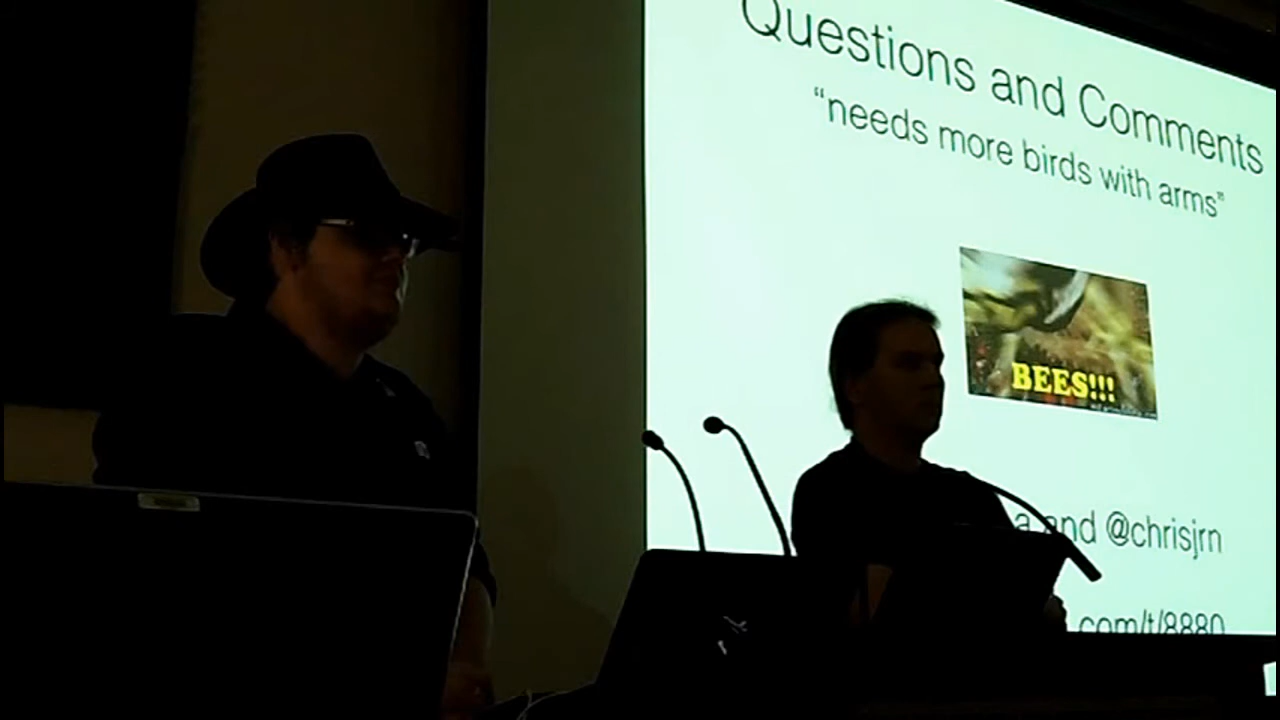 Questions and Comments
“needs more birds with arms”
BEES!!!
a and @chrisjrn
.com/t/8880